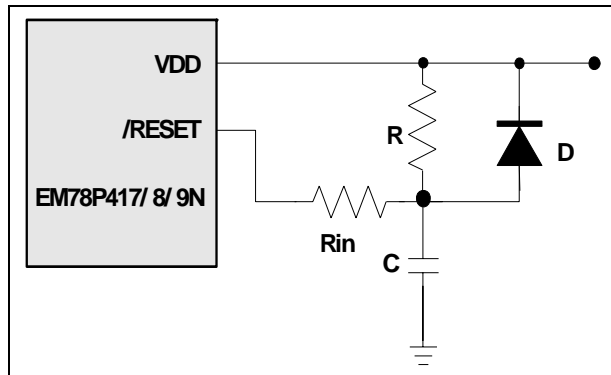 VDD
/RESET
R
D
EM78P417/ 8/ 9N
Rin
C